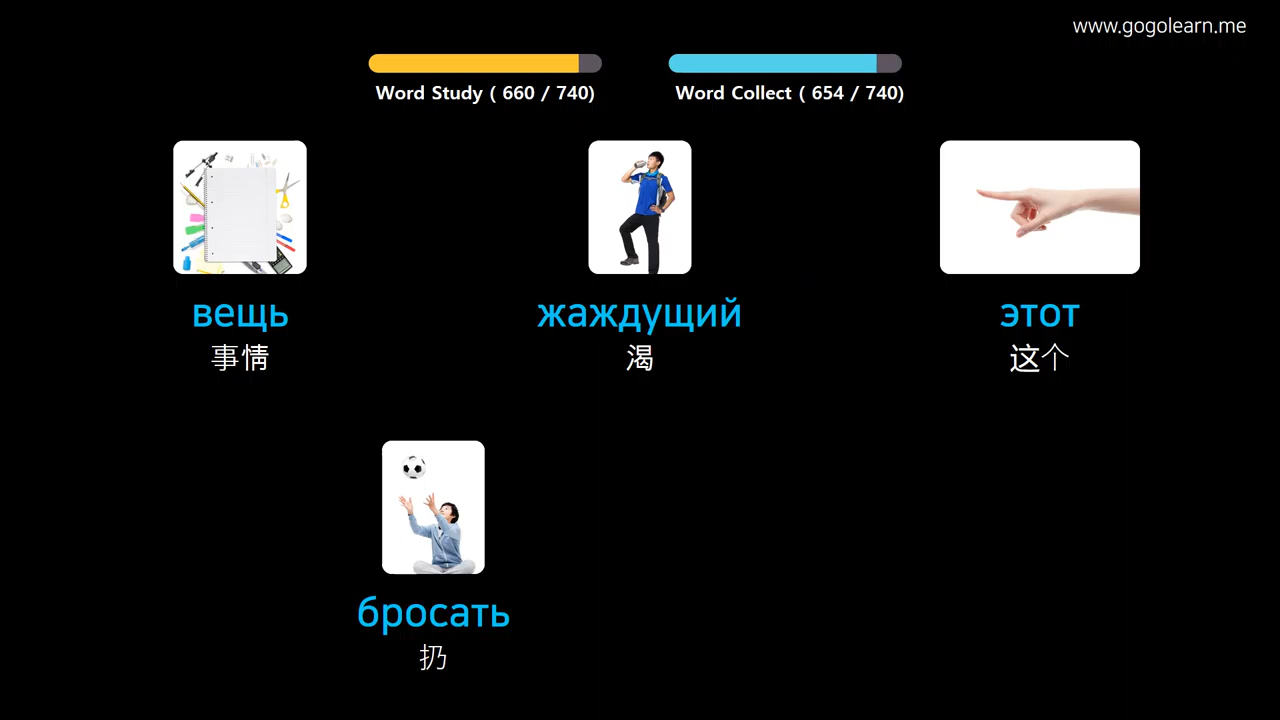 www.gogolearn.me
Word Study ( 660 / 740)
Word Collect ( 654 / 740)
вещь
事情
жаждущий
渴
этот
这个
бросать
扔